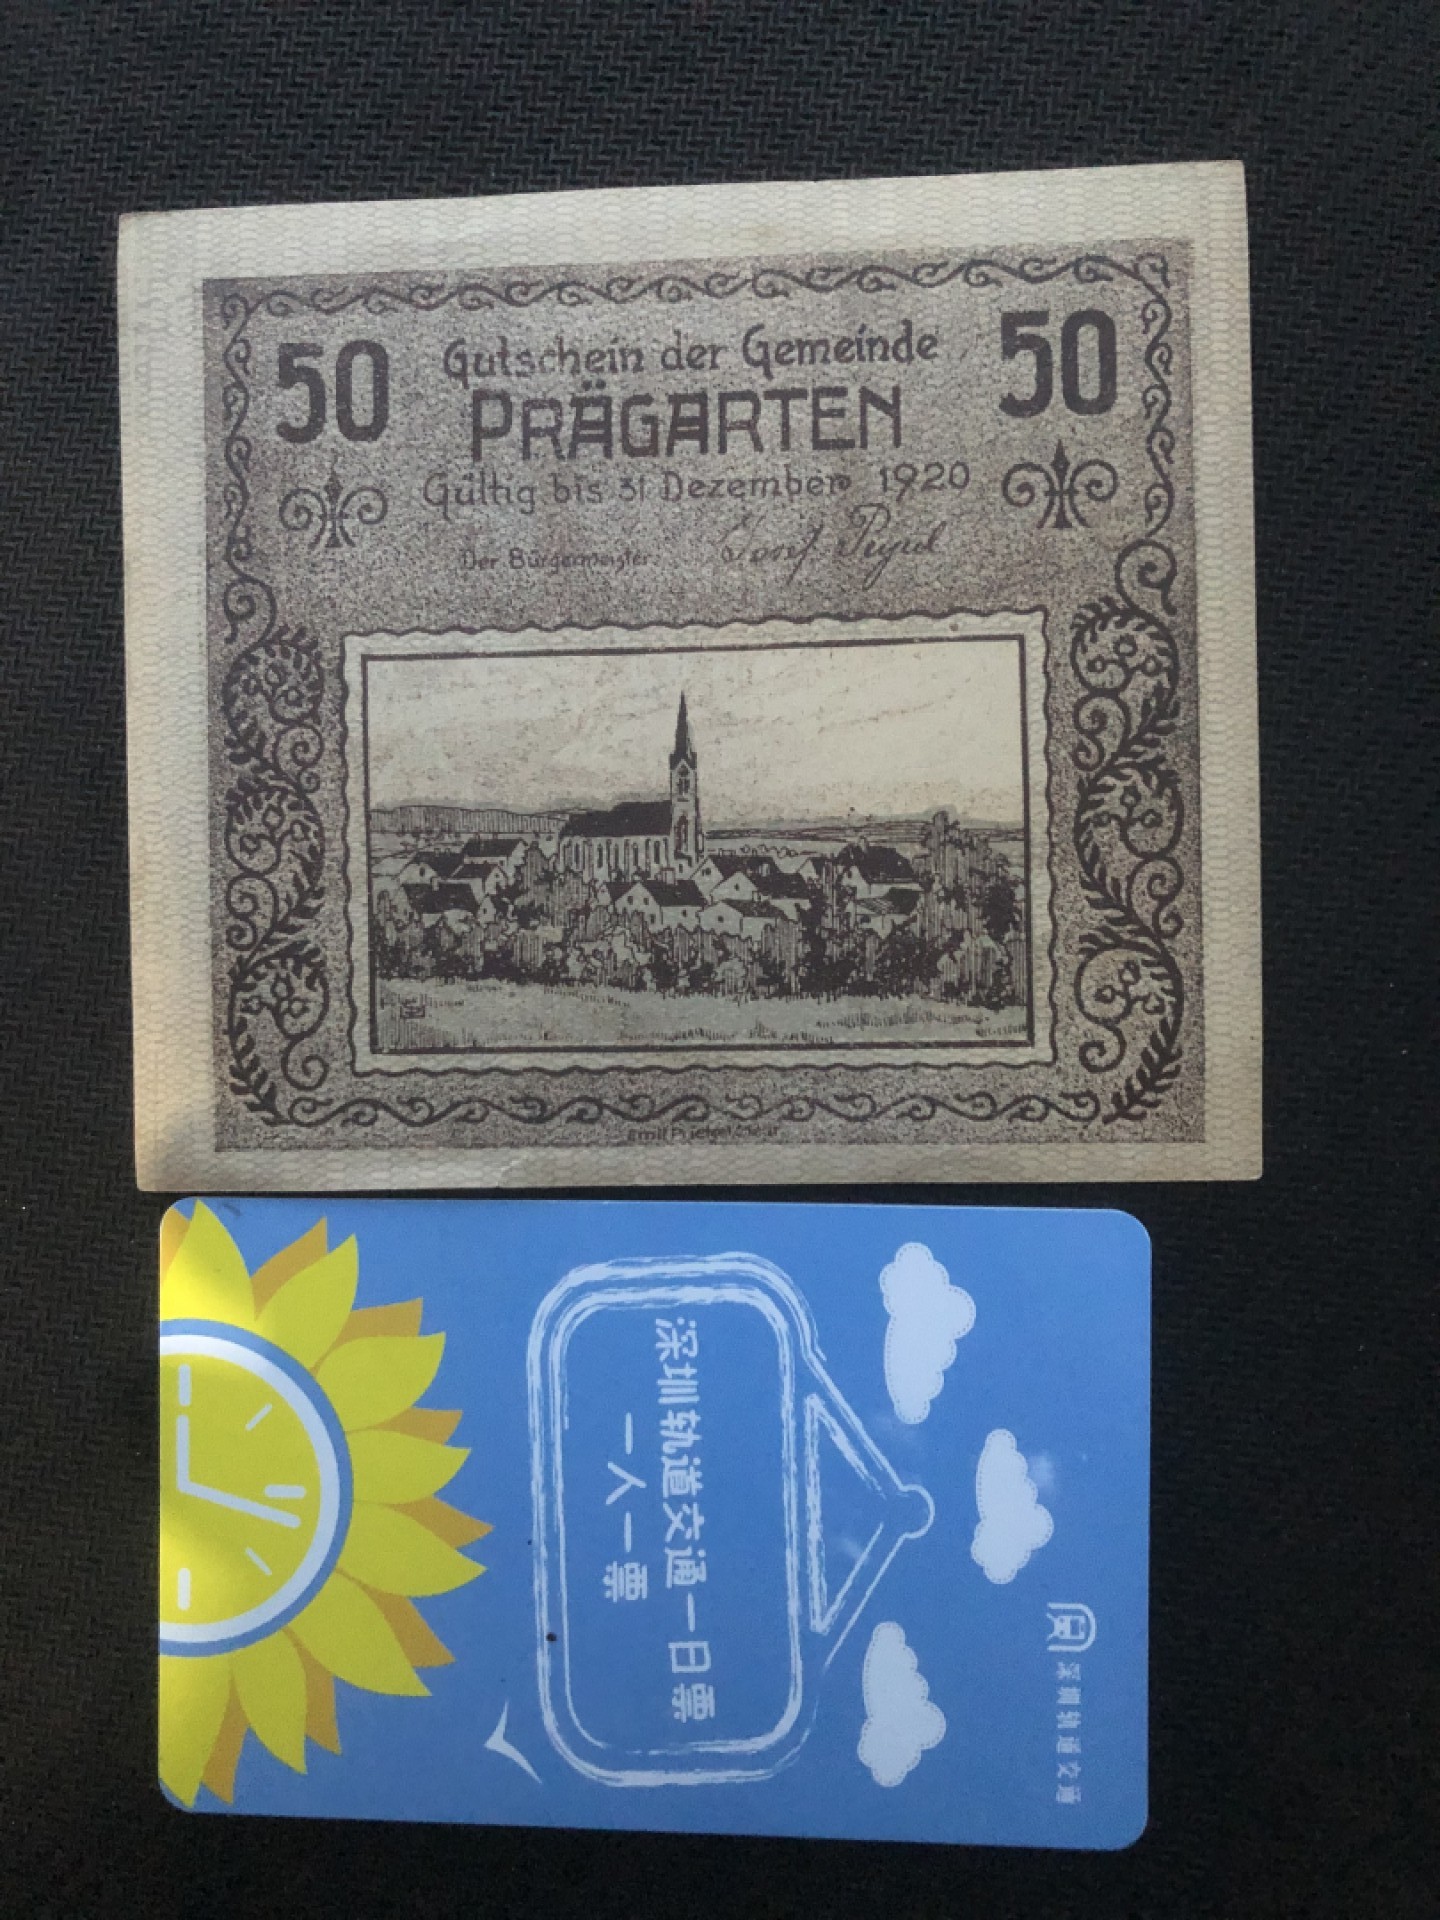 50 Gutschein der Gemeinde 50
PRÄGARTEN
Gültig bis 31 Dezember 1920
Der Bürgermeister Josef
深圳轨道交通
深圳轨道交通一日票
一人一票